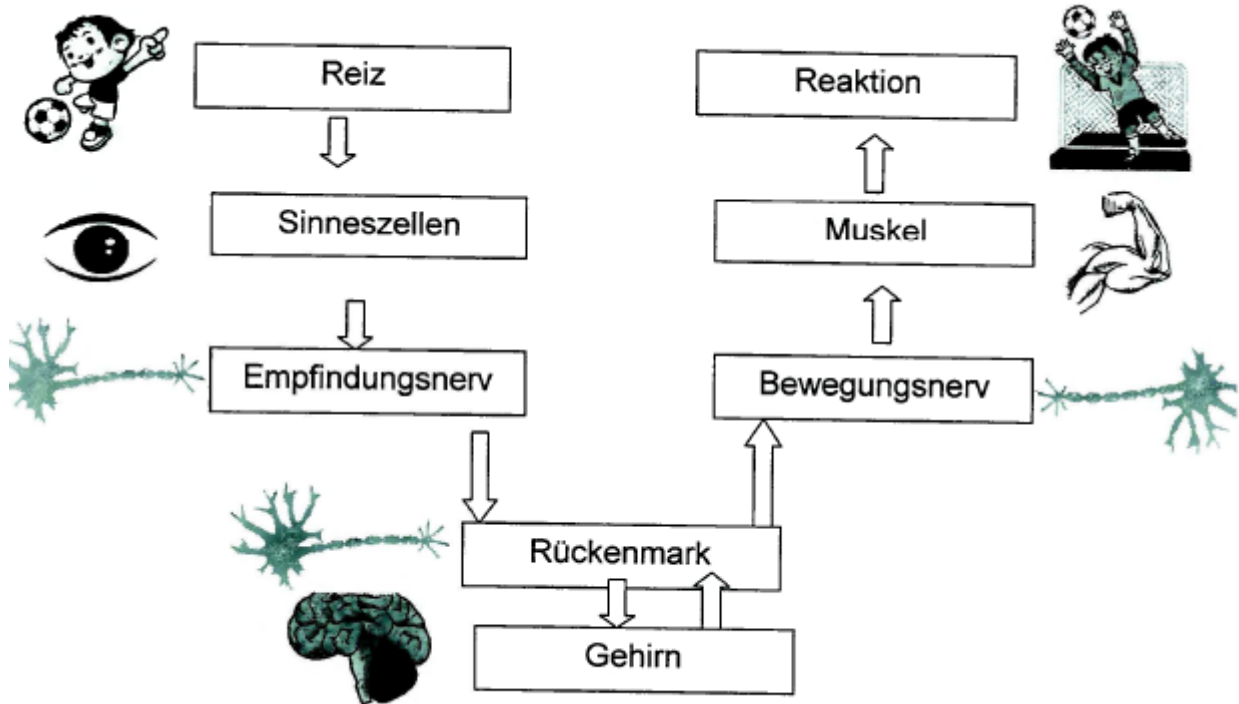 Reiz
Reaktion
Sinneszellen
Muskel
Empfindungsnerv
Bewegungsnerv
Rückenmark
Gehirn